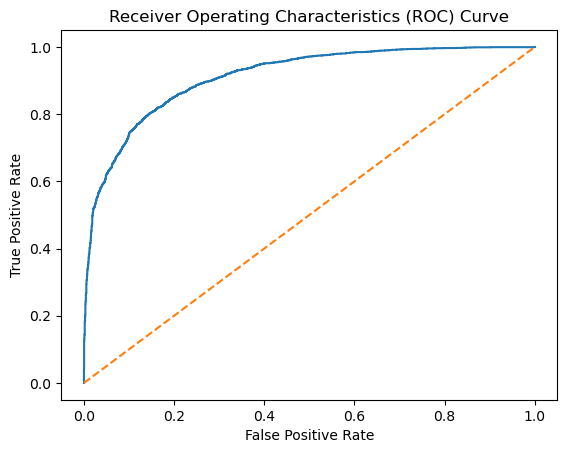 Receiver Operating Characteristics (ROC) Curve
1.0
0.8
0.6
0.4
0.2
0.0
True Positive Rate
0.0 0.2 0.4 0.6 0.8 1.0
False Positive Rate